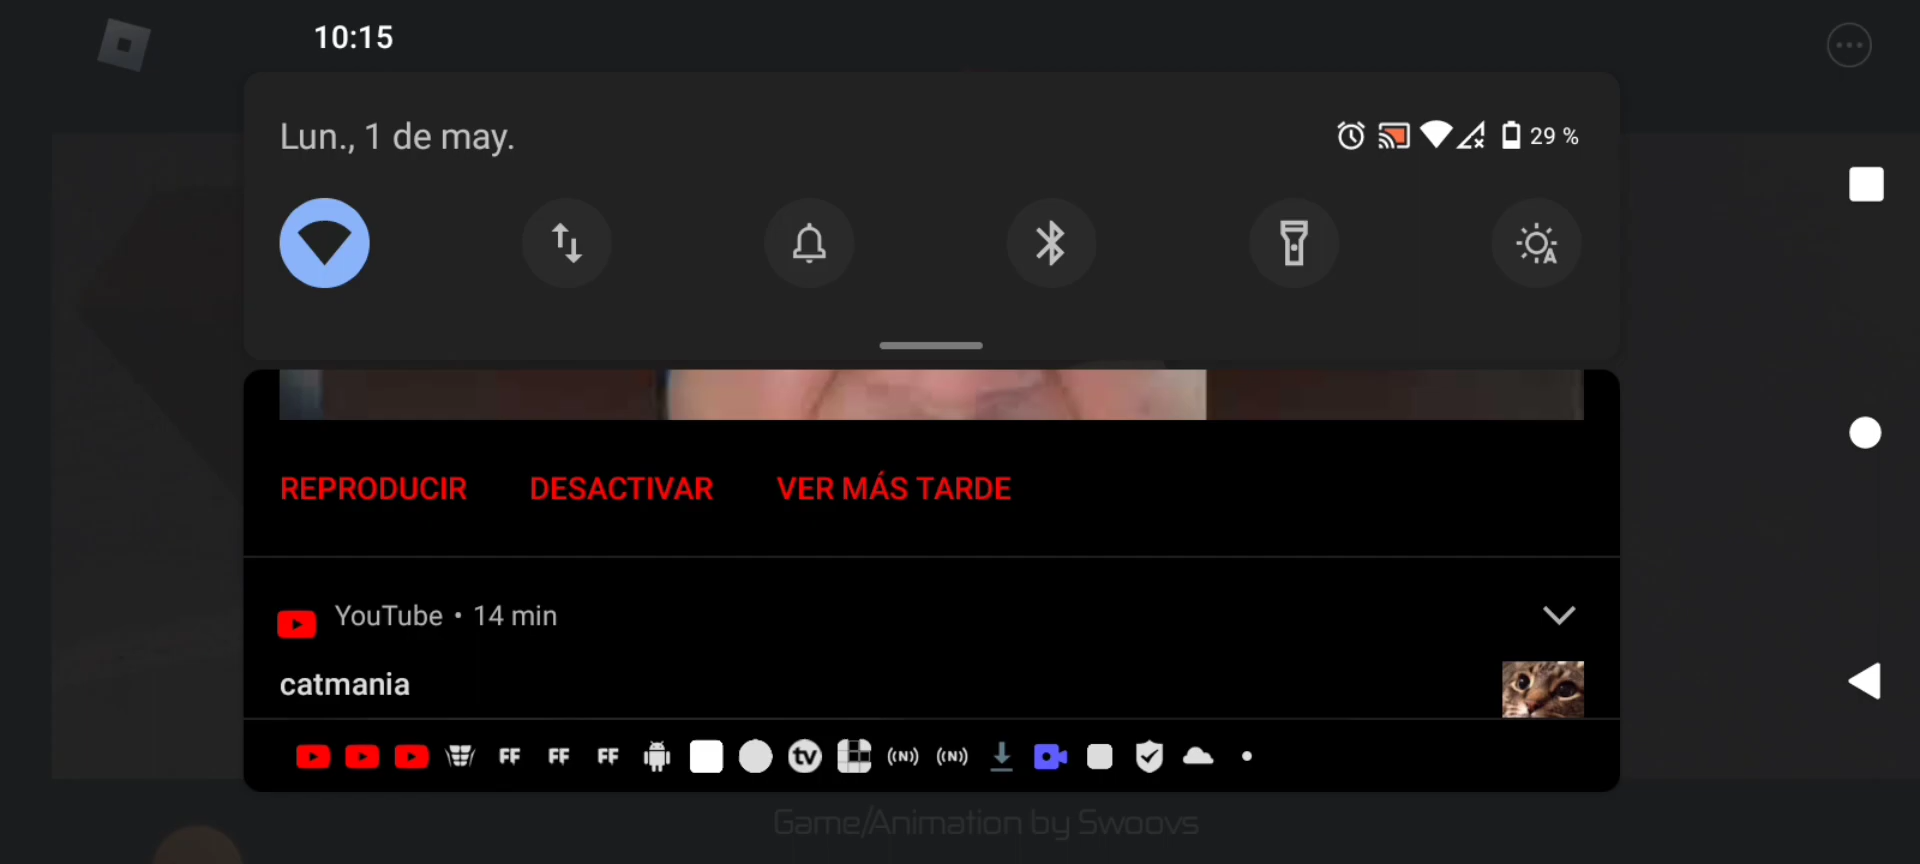 10:15
Lun., 1 de may.
29 %
REPRODUCIR DESACTIVAR VER MÁS TARDE
YouTube • 14 min
catmania
FF FF FF tv (N) (N)
Game/Animation by Swoovs